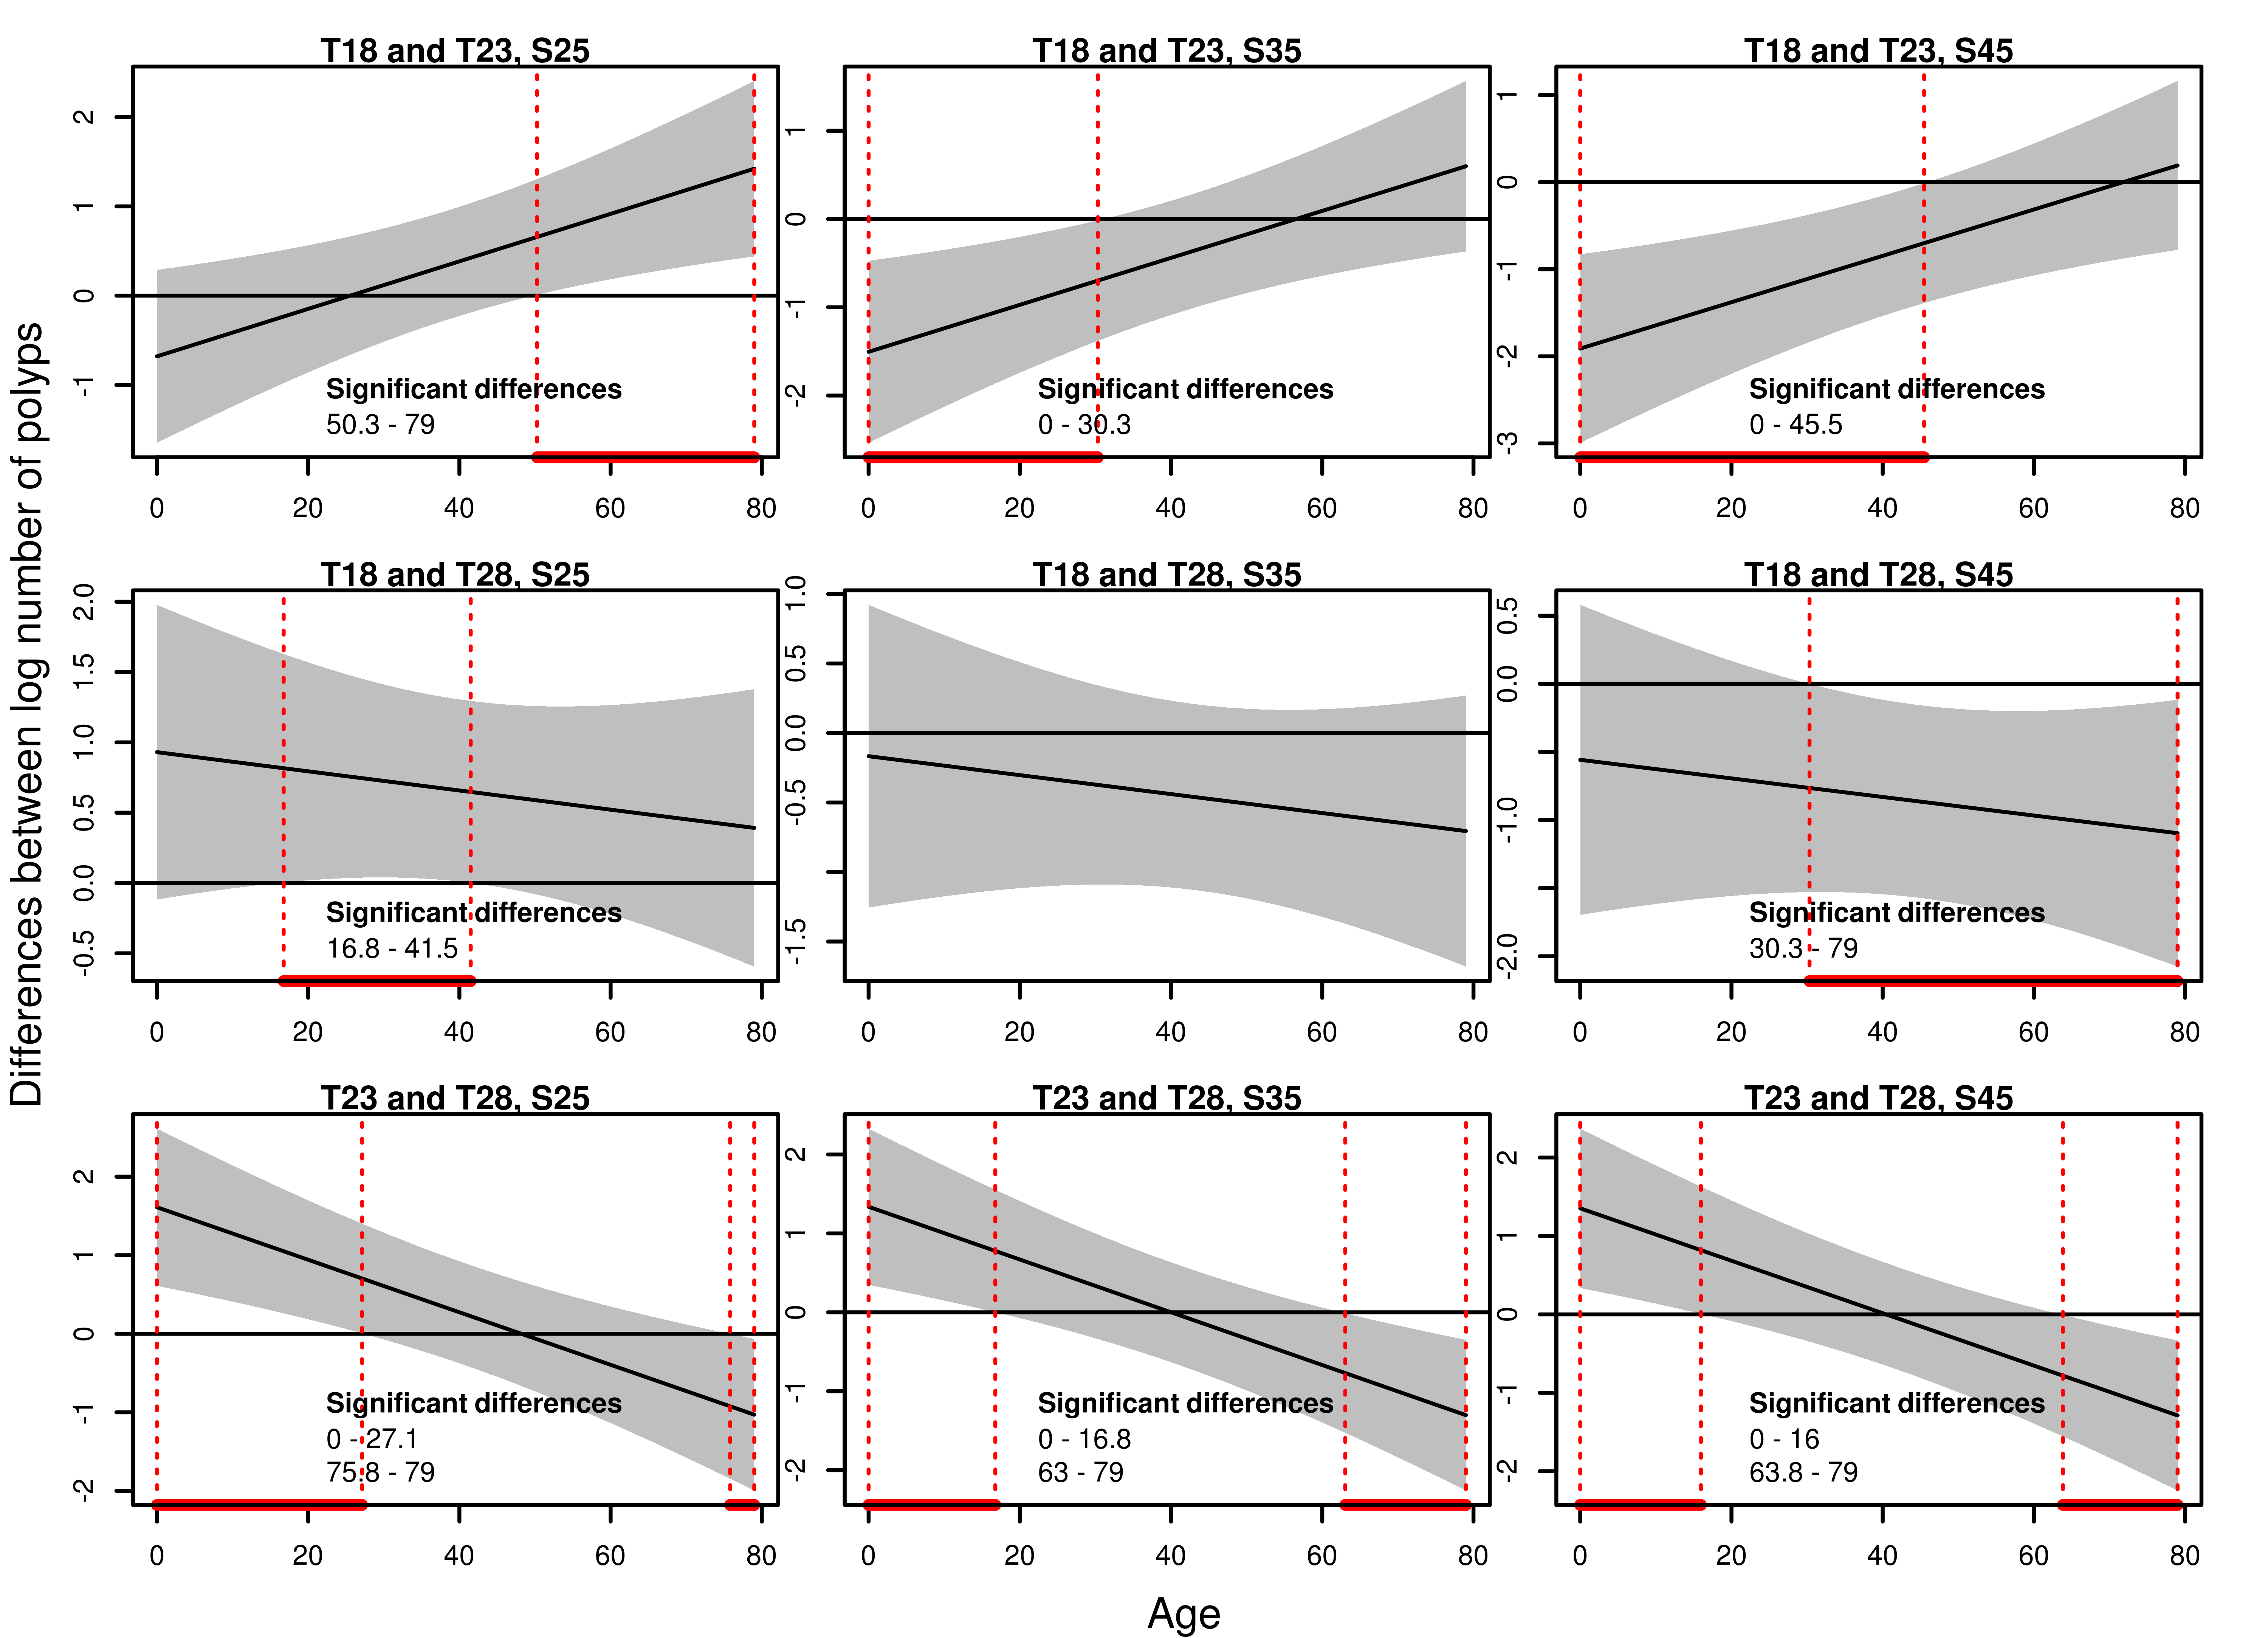 Differences between log number of polyps
T18 and T23, S25
2
1
0
-1
Significant differences
50.3 - 79
0 20 40 60 80
T18 and T23, S35
1
0
-1
-2
Significant differences
0 - 30.3
0 20 40 60 80
T18 and T23, S45
1
0
-1
-2
-3
Significant differences
0 - 45.5
0 20 40 60 80
T18 and T28, S25
2.0
1.5
1.0
0.5
0.0
-0.5
Significant differences
16.8 - 41.5
0 20 40 60 80
T18 and T28, S35
1.0
0.5
0.0
-0.5
-1.5
0 20 40 60 80
T18 and T28, S45
0.5
0.0
-1.0
-2.0
Significant differences
30.3 - 79
0 20 40 60 80
T23 and T28, S25
2
1
0
-1
-2
Significant differences
0 - 27.1
75.8 - 79
0 20 40 60 80
T23 and T28, S35
2
1
0
-1
-2
Significant differences
0 - 16.8
63 - 79
0 20 40 60 80
T23 and T28, S45
2
1
0
-1
-2
Significant differences
0 - 16
63.8 - 79
0 20 40 60 80
Age